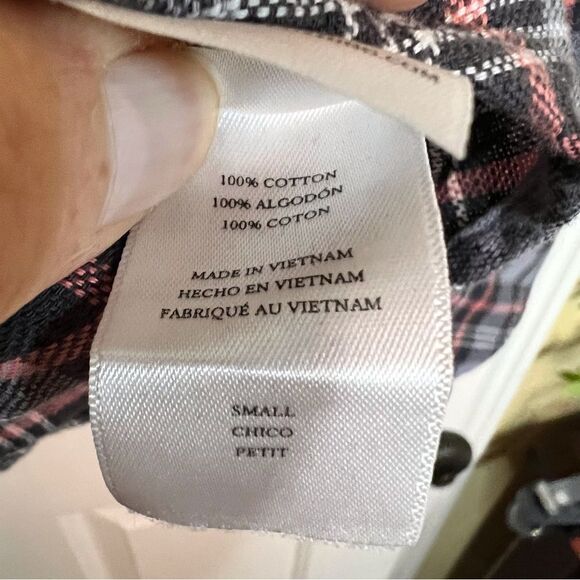 100% COTTON
100% ALGODÓN
100% COTON
MADE IN VIETNAM
HECHO EN VIETNAM
FABRIQUÉ AU VIETNAM
SMALL
CHICO
PETIT